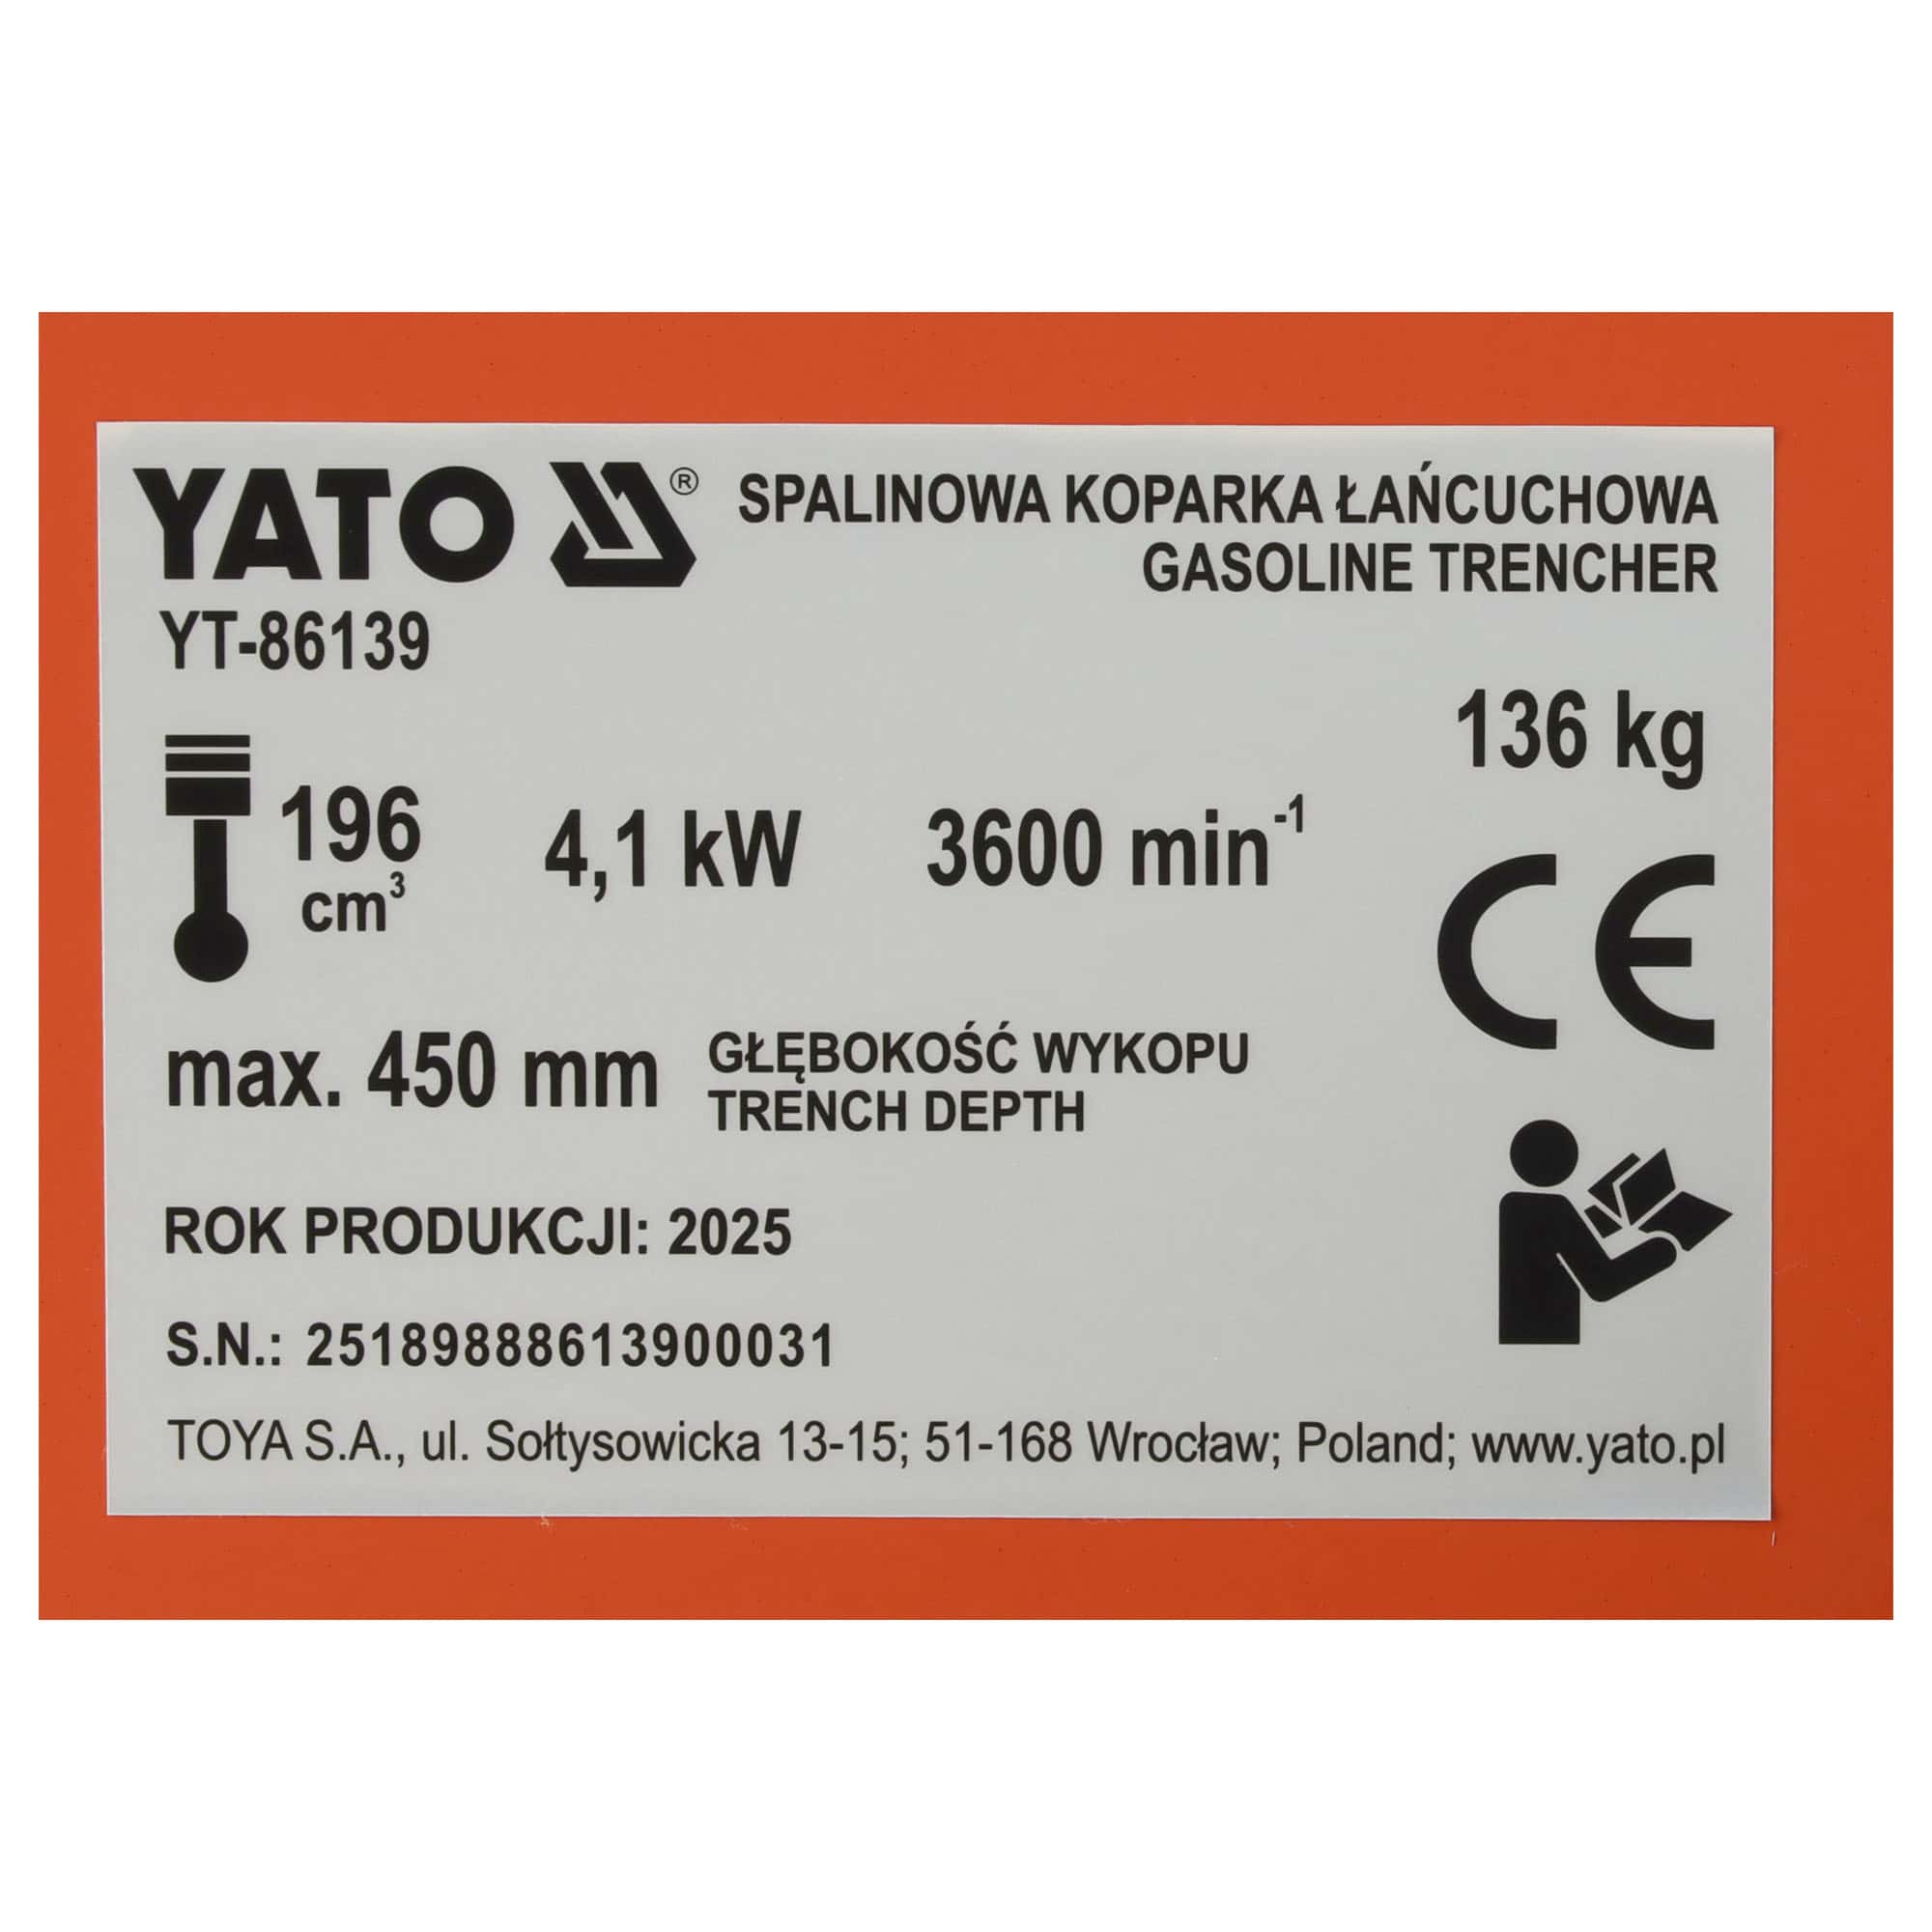 YATO ®
SPALINOWA KOPARKA ŁAŃCUCHOWA
GASOLINE TRENCHER
YT-86139
136 kg
196 cm³
4,1 kW
3600 min⁻¹
CE
max. 450 mm
GŁĘBOKOŚĆ WYKOPU
TRENCH DEPTH
ROK PRODUKCJI: 2025
S.N.: 25189888613900031
TOYA S.A., ul. Sołtysowicka 13-15; 51-168 Wrocław; Poland; www.yato.pl